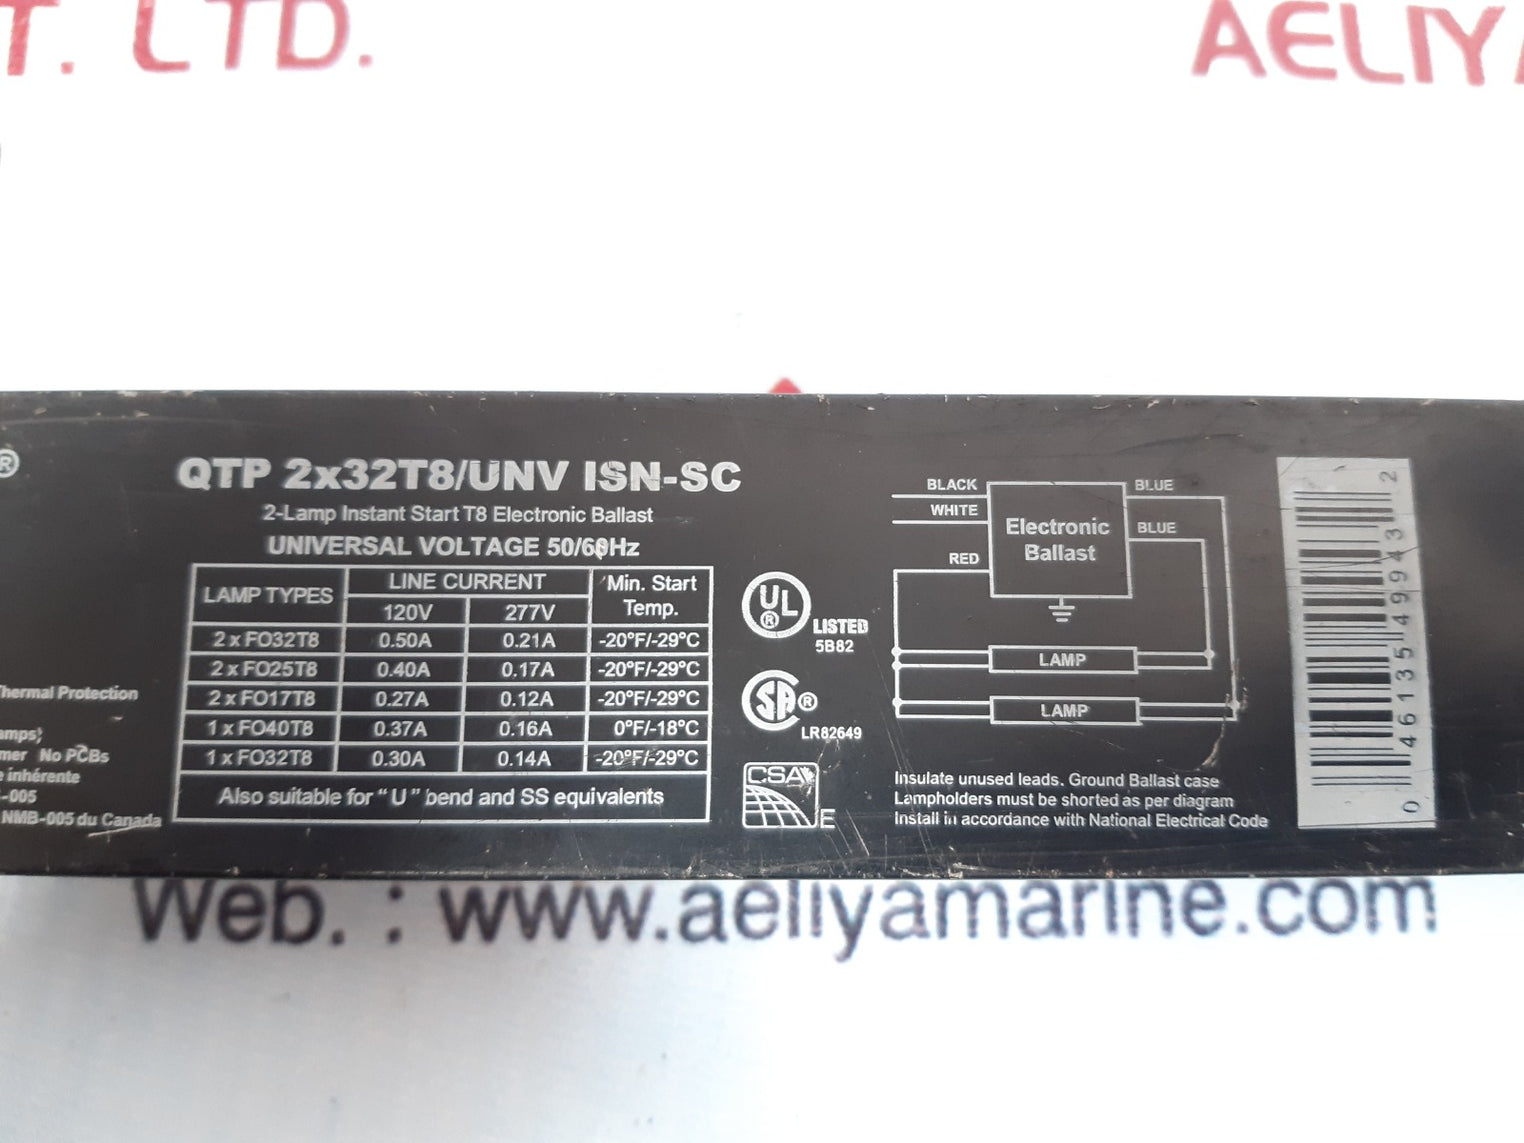 T. LTD.
AELIYA
®
QTP 2x32T8/UNV ISN-SC
2-Lamp Instant Start T8 Electronic Ballast
UNIVERSAL VOLTAGE 50/60Hz
LAMP TYPES LINE CURRENT Min. Start Temp.
120V 277V
2 x FO32T8 0.50A 0.21A -20°F/-29°C
2 x FO25T8 0.40A 0.17A -20°F/-29°C
2 x FO17T8 0.27A 0.12A -20°F/-29°C
1 x FO40T8 0.37A 0.16A 0°F/-18°C
1 x FO32T8 0.30A 0.14A -20°F/-29°C
Also suitable for "U" bend and SS equivalents
Thermal Protection
amps)
mer No PCBs
e inhérente
-005
NMB-005 du Canada
UL
®
LISTED
5B82
SA ®
LR82649
CSA
E
BLACK
WHITE
RED
Electronic
Ballast
BLUE
BLUE
LAMP
LAMP
Insulate unused leads. Ground Ballast case
Lampholders must be shorted as per diagram
Install in accordance with National Electrical Code
0 46135 49943 2
Web. : www.aeliyamarine.com